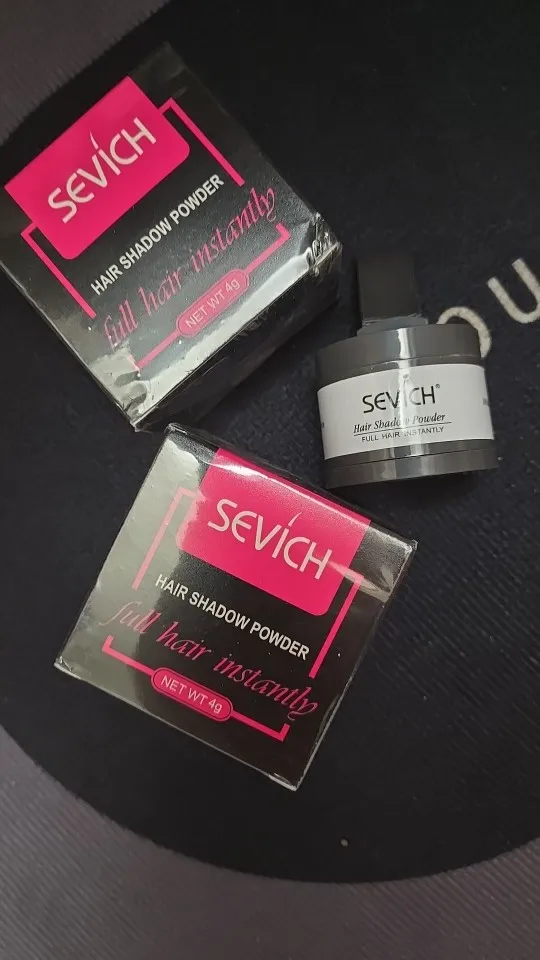 SEVICH
HAIR SHADOW POWDER
full hair instantly
NET WT 4g
OU
SEVICH®
Hair Shadow Powder
FULL HAIR INSTANTLY
SEVICH
HAIR SHADOW POWDER
full hair instantly
NET WT 4g